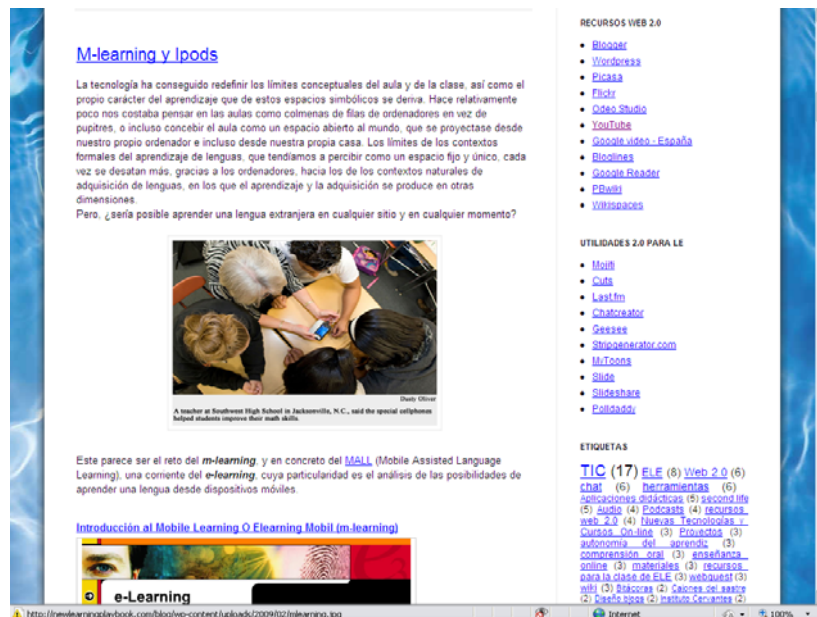 M-learning y Ipods
La tecnología ha conseguido redefinir los límites conceptuales del aula y de la clase, así como el
propio carácter del aprendizaje que de estos espacios simbólicos se deriva. Hace relativamente
poco nos costaba pensar en las aulas como colmenas de filas de ordenadores en vez de
pupitres, o incluso concebir el aula como un espacio abierto al mundo, que se proyectase desde
nuestro propio ordenador e incluso desde nuestra propia casa. Los límites de los contextos
formales del aprendizaje de lenguas, que tendíamos a percibir como un espacio fijo y único, cada
vez se desatan más, gracias a los ordenadores, hacia los de los contextos naturales de
adquisición de lenguas, en los que el aprendizaje y la adquisición se produce en otras
dimensiones.
Pero, ¿sería posible aprender una lengua extranjera en cualquier sitio y en cualquier momento?
Dusty Oliver
A teacher at Southwest High School in Jacksonville, N.C., said the special cellphones
helped students improve their math skills.
Este parece ser el reto del m-learning, y en concreto del MALL (Mobile Assisted Language
Learning), una corriente del e-learning, cuya particularidad es el análisis de las posibilidades de
aprender una lengua desde dispositivos móviles.
Introducción al Mobile Learning O Elearning Mobil (m-learning)
e-Learning
RECURSOS WEB 2.0
Blogger
Wordpress
Picasa
Flickr
Odeo Studio
YouTube
Google video - España
Bloglines
Google Reader
PBwiki
Wikispaces
UTILIDADES 2.0 PARA LE
Mojiti
Cuts
Last.fm
Chatcreator
Geesee
Stripgenerator.com
MrToons
Slide
Slideshare
Polldaddy
ETIQUETAS
TIC (17) ELE (8) Web 2.0 (6)
chat (6) herramientas (6)
Aplicaciones didácticas (5) second life
(5) Audio (4) Podcasts (4) recursos
web 2.0 (4) Nuevas Tecnologías y
Cursos On-line (3) Proyectos (3)
autonomía del aprendiz (3)
comprensión oral (3) enseñanza
online (3) materiales (3) recursos
para la clase de ELE (3) webquest (3)
wiki (3) Bitácoras (2) Cajones del sastre
(2) Diseño blogs (2) Instituto Cervantes (2)
http://newlearningplaybook.com/blog/wp-content/uploads/2009/02/mlearning.jpg
Internet
100%